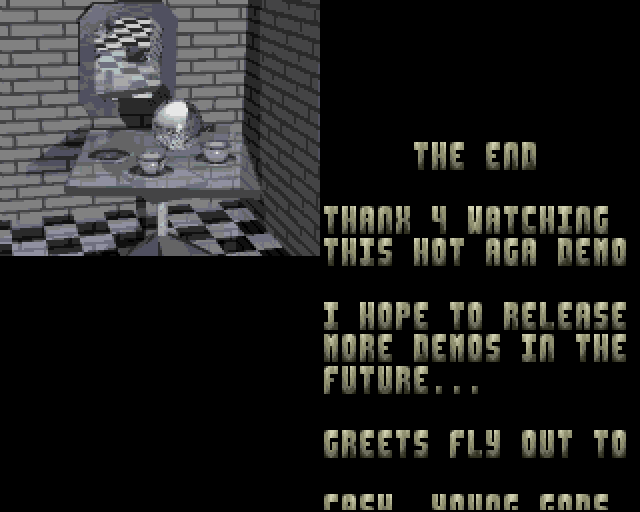 THE END
THANX 4 WATCHING
THIS HOT AGA DEMO
I HOPE TO RELEASE
MORE DEMOS IN THE
FUTURE...
GREETS FLY OUT TO